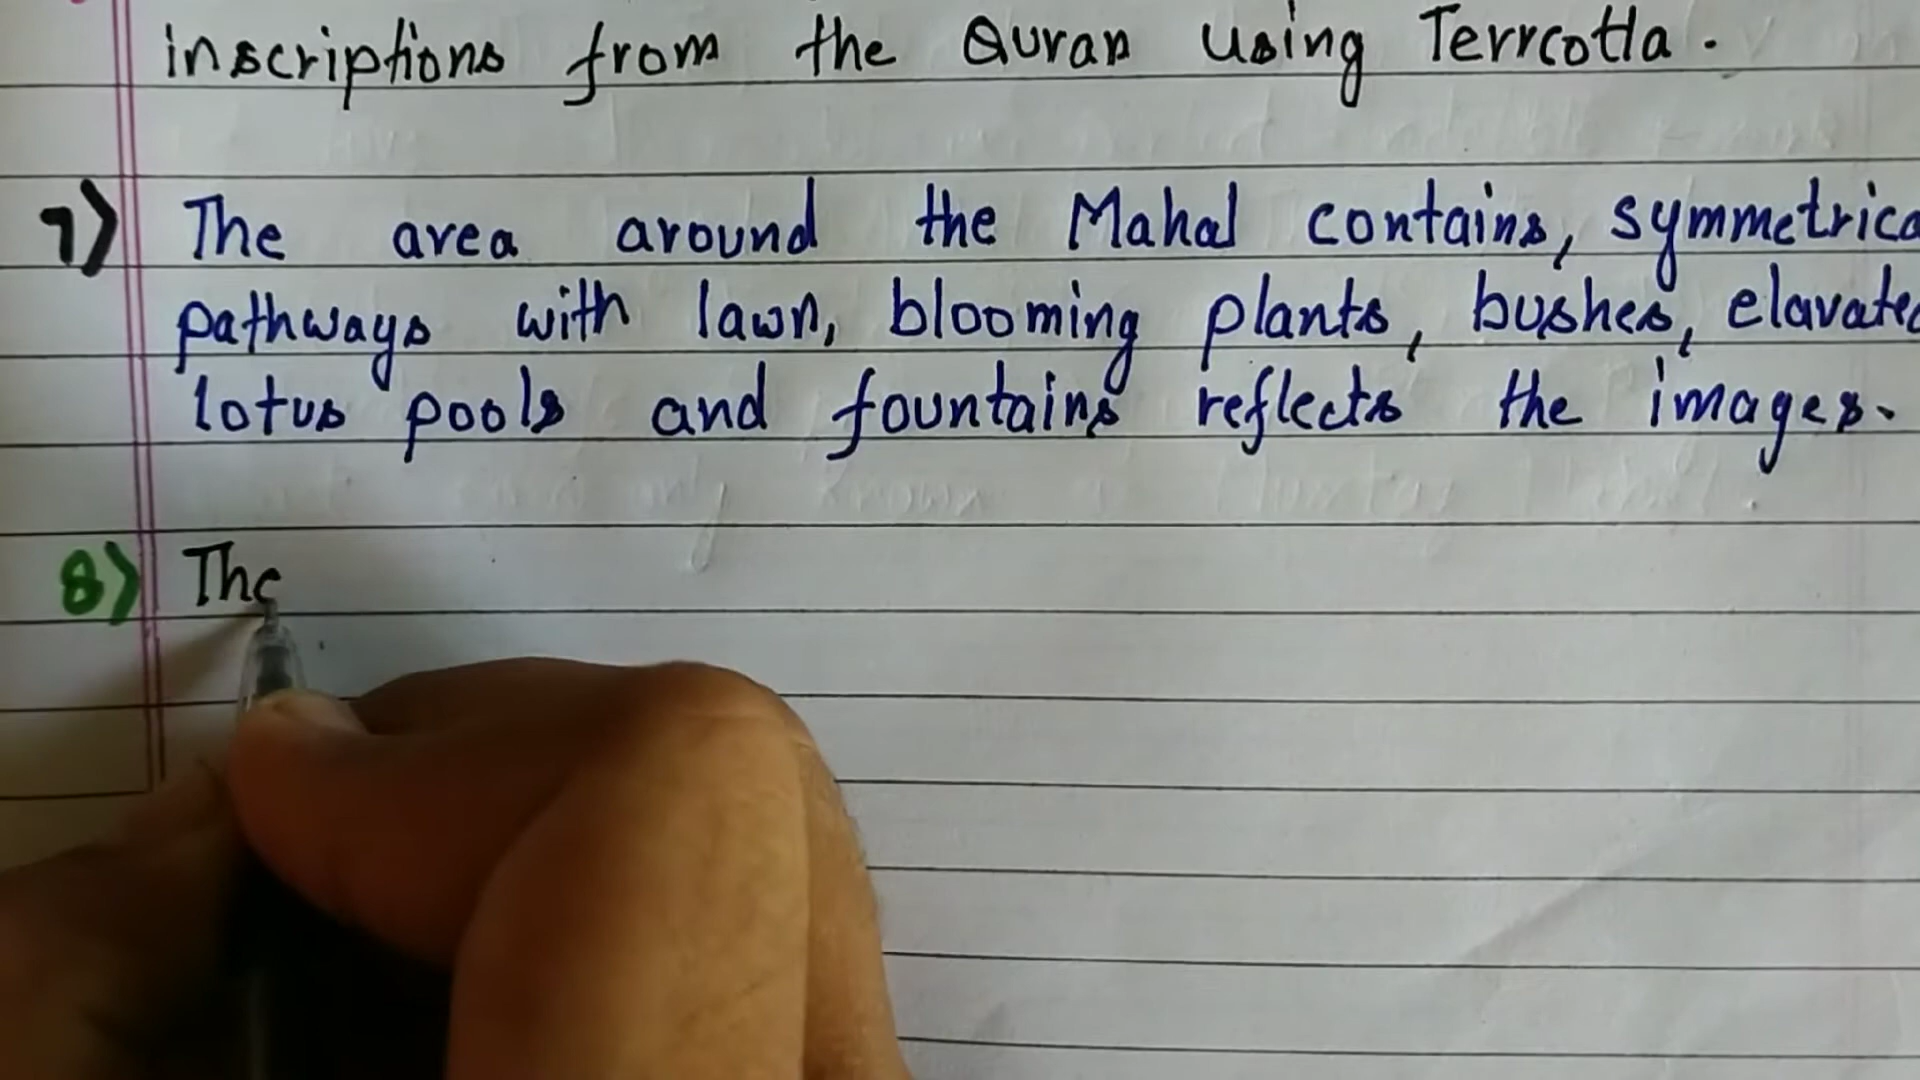 inscriptions from the Quran using Terrcotta.
7) The area around the Mahal contains, symmetrica
pathways with lawn, blooming plants, bushes, elavated
lotus pools and fountains reflects the images.
8) The